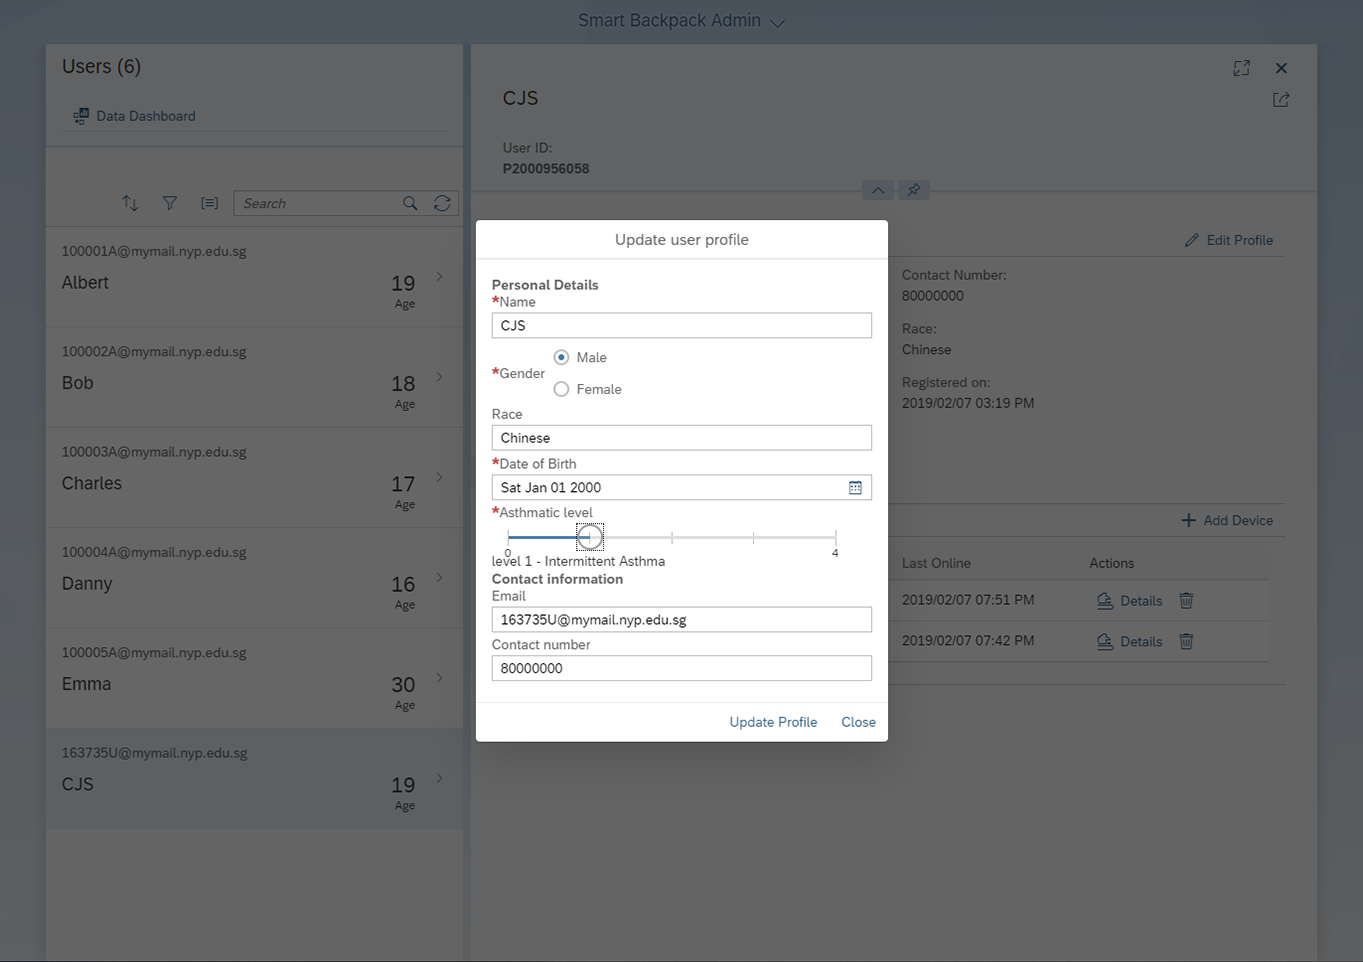 Smart Backpack Admin
Users (6)
Data Dashboard
Search
100001A@mymail.nyp.edu.sg
Albert
19
Age
100002A@mymail.nyp.edu.sg
Bob
18
Age
100003A@mymail.nyp.edu.sg
Charles
17
Age
100004A@mymail.nyp.edu.sg
Danny
16
Age
100005A@mymail.nyp.edu.sg
Emma
30
Age
163735U@mymail.nyp.edu.sg
CJS
19
Age
CJS
User ID:
P2000956058
Edit Profile
Contact Number:
80000000
Race:
Chinese
Registered on:
2019/02/07 03:19 PM
Add Device
Last Online Actions
2019/02/07 07:51 PM Details
2019/02/07 07:42 PM Details
Update user profile
Personal Details
*Name
CJS
*Gender
Male
Female
Race
Chinese
*Date of Birth
Sat Jan 01 2000
*Asthmatic level
0 4
level 1 - Intermittent Asthma
Contact information
Email
163735U@mymail.nyp.edu.sg
Contact number
80000000
Update Profile Close